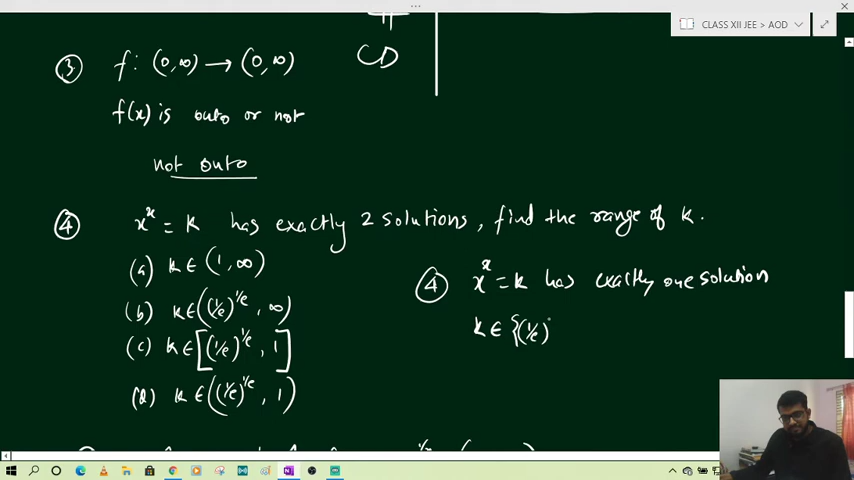 CLASS XII JEE > AOD
CD
③ f: (0,∞) → (0,∞)
f(x) is onto or not
not onto
④ x^x = k has exactly 2 solutions, find the range of k.
(a) k ∈ (1, ∞)
(b) k ∈ ((1/e)^1/e, ∞)
(c) k ∈ [(1/e)^1/e, 1]
(d) k ∈ ((1/e)^1/e, 1)
④ x^x = k has exactly one solution
k ∈ {(1/e)